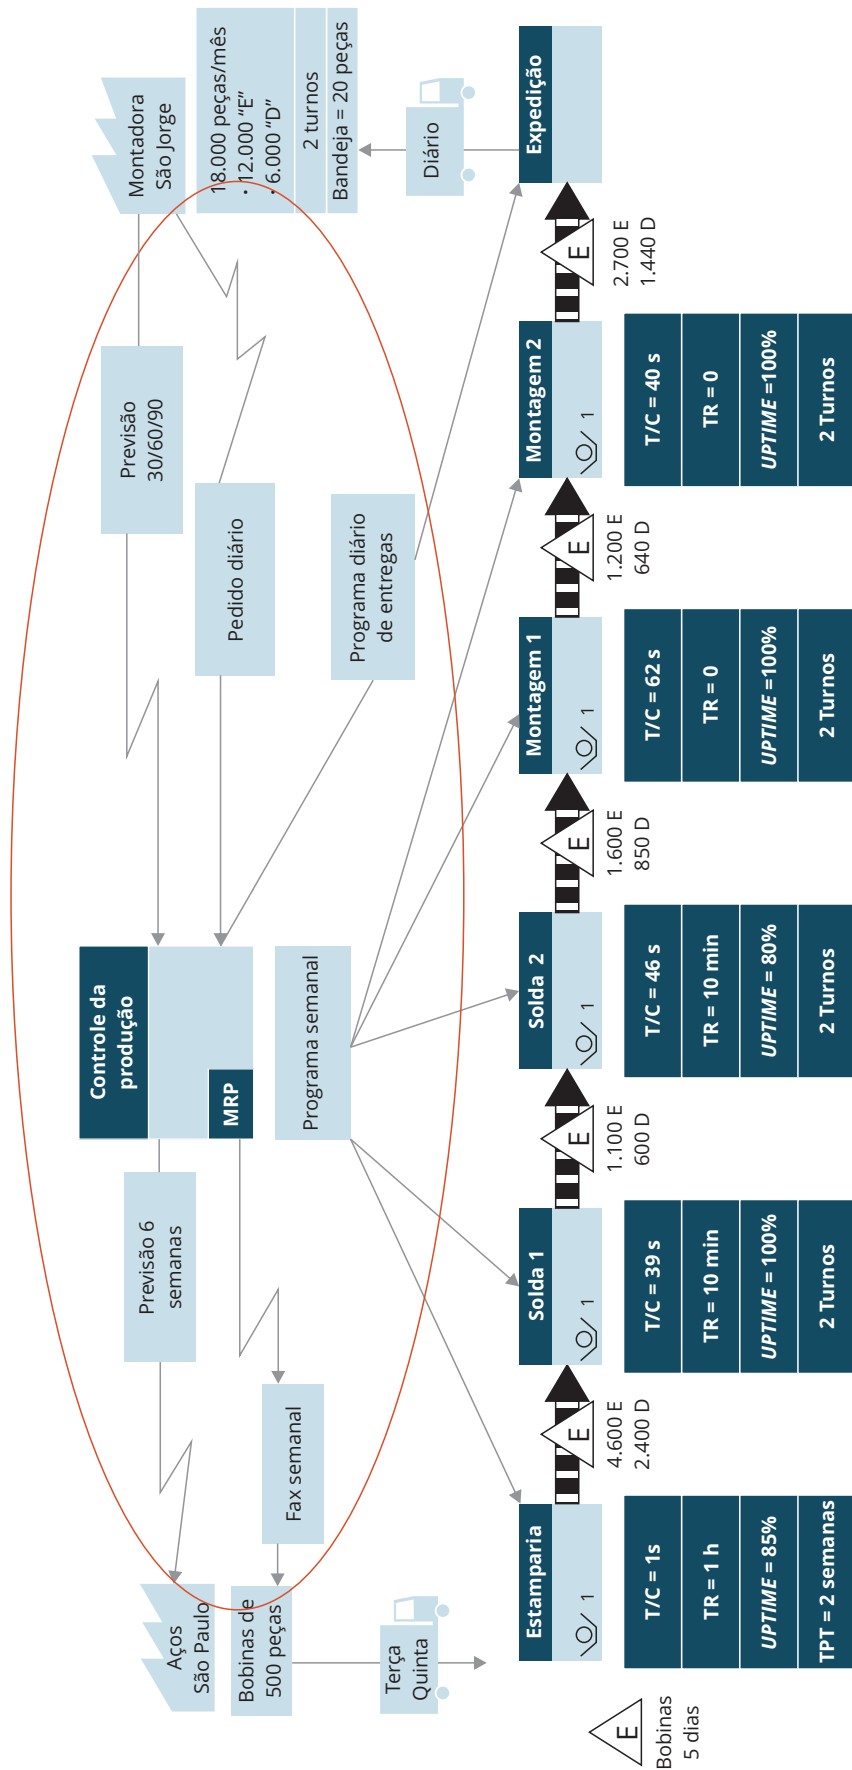 Aços
São Paulo
Bobinas de
500 peças
Terça
Quinta
Previsão 6
semanas
Fax semanal
Controle da
produção
MRP
Programa semanal
Previsão
30/60/90
Pedido diário
Programa diário
de entregas
Montadora
São Jorge
18.000 peças/mês
· 12.000 “E”
· 6.000 “D”
2 turnos
Bandeja = 20 peças
Diário
E
Bobinas
5 dias
Estamparia
1
T/C = 1s
TR = 1 h
UPTIME = 85%
TPT = 2 semanas
E
4.600 E
2.400 D
Solda 1
1
T/C = 39 s
TR = 10 min
UPTIME = 100%
2 Turnos
E
1.100 E
600 D
Solda 2
1
T/C = 46 s
TR = 10 min
UPTIME = 80%
2 Turnos
E
1.600 E
850 D
Montagem 1
1
T/C = 62 s
TR = 0
UPTIME =100%
2 Turnos
E
1.200 E
640 D
Montagem 2
1
T/C = 40 s
TR = 0
UPTIME =100%
2 Turnos
E
2.700 E
1.440 D
Expedição